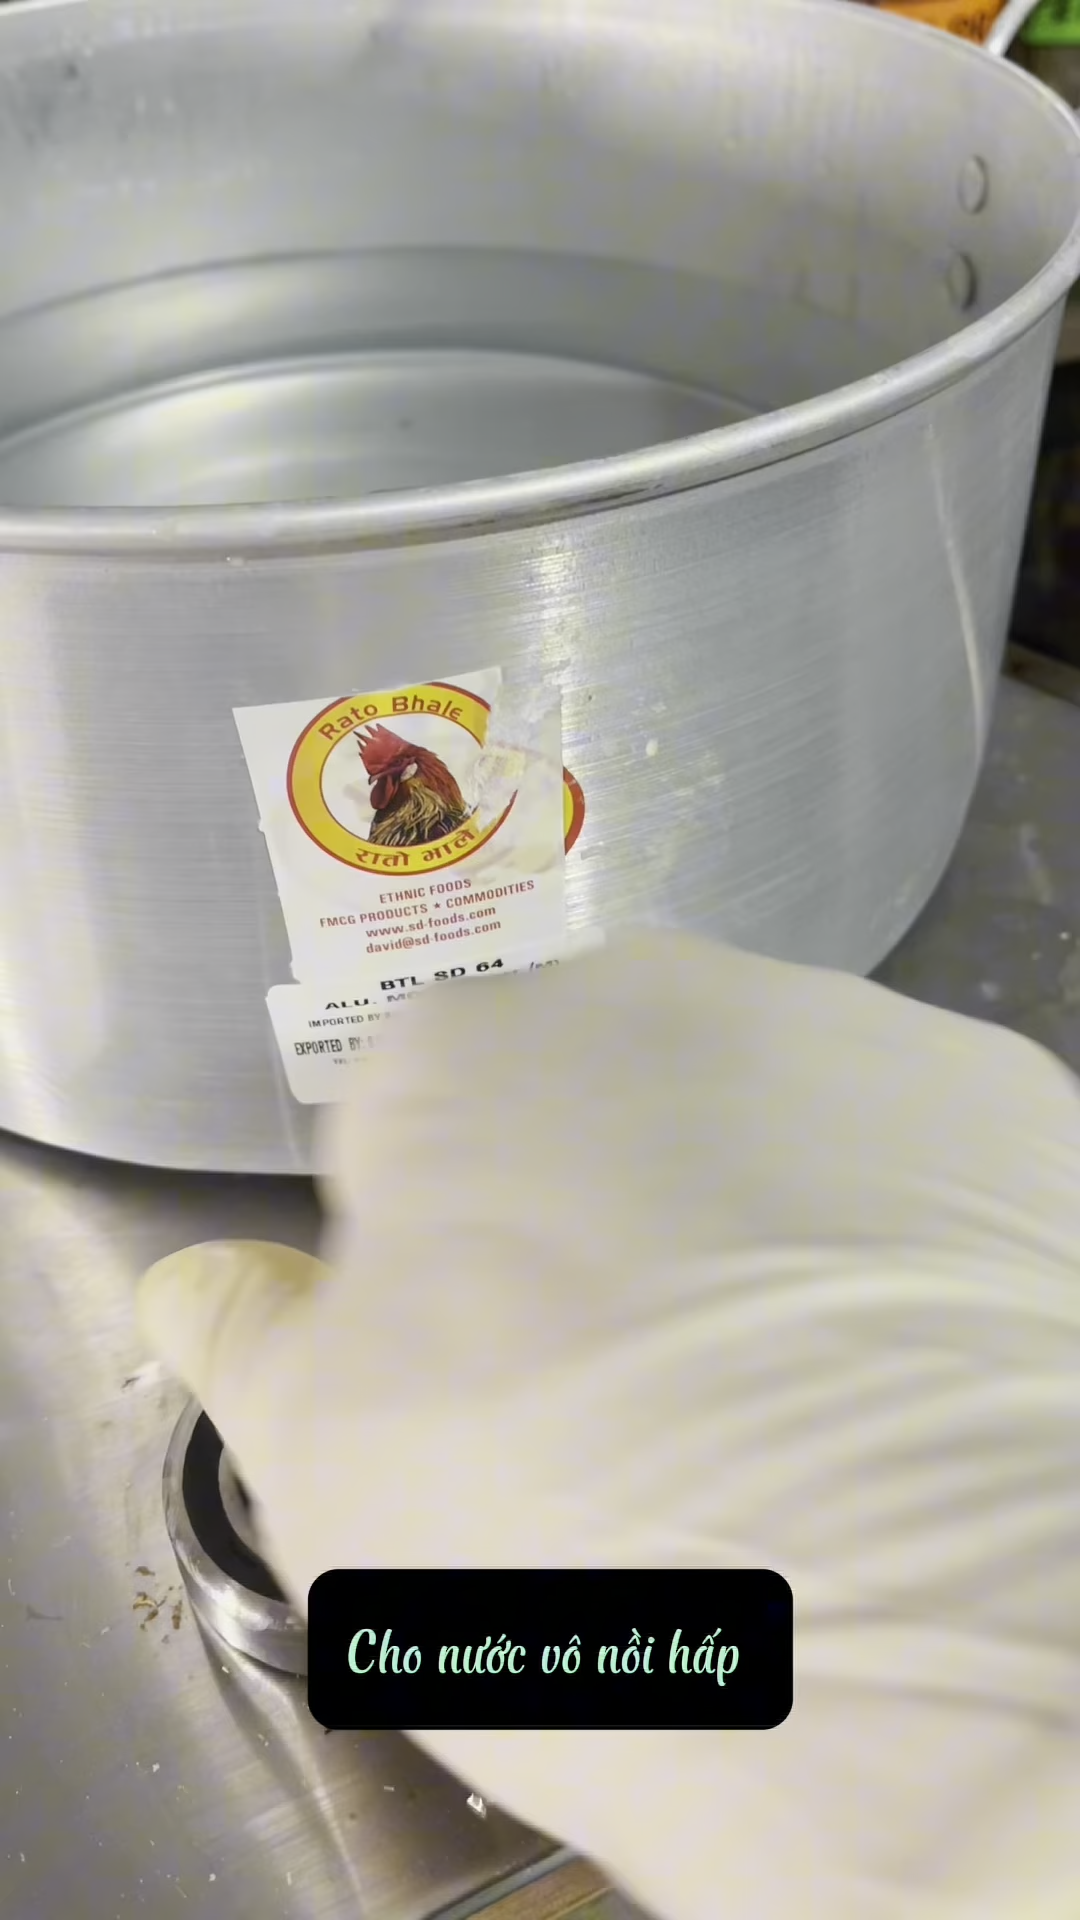 Rato Bhale
रातो भाले
ETHNIC FOODS
FMCG PRODUCTS ★ COMMODITIES
www.sd-foods.com
david@sd-foods.com
BTL SD 64
ALU.
IMPORTED BY:
EXPORTED BY:
Cho nước vô nồi hấp